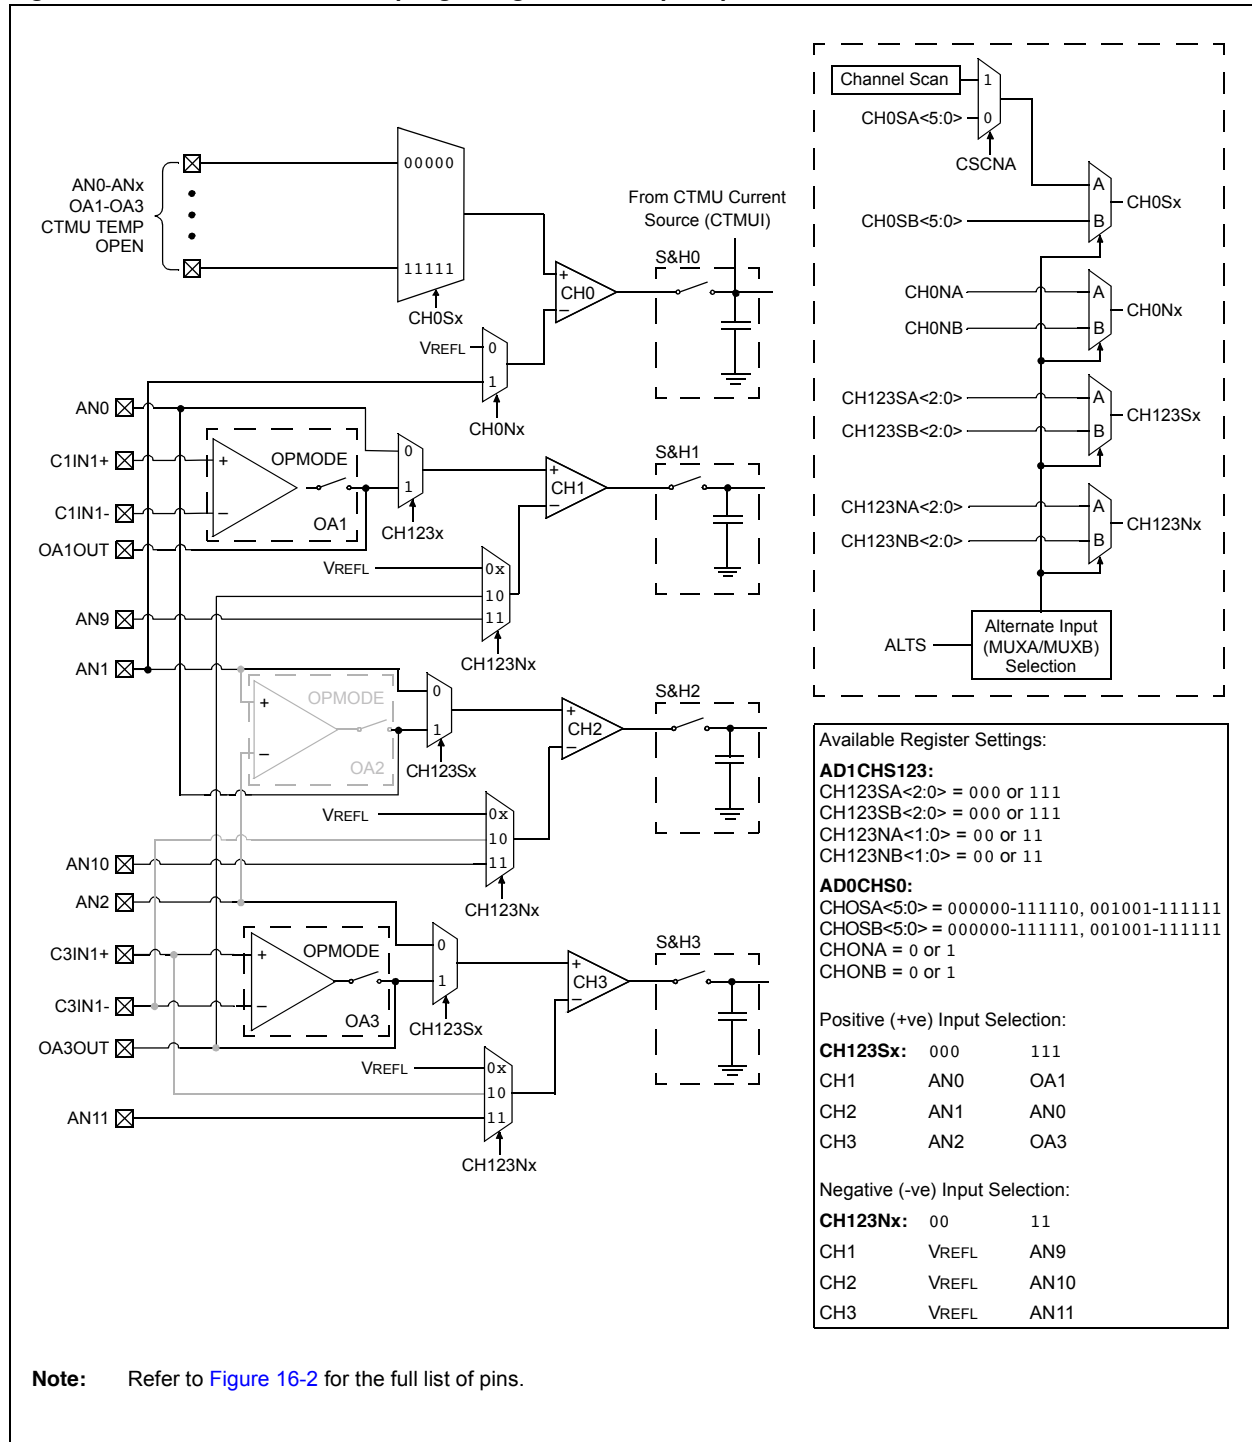 AN0-ANx
OA1-OA3
CTMU TEMP
OPEN
00000
11111
CH0Sx
+
CH0
–
VREFL
0
1
CH0Nx
From CTMU Current
Source (CTMUI)
S&H0
AN0
C1IN1+
C1IN1-
OA1OUT
+
–
OPMODE
OA1
0
1
CH123x
+
CH1
–
S&H1
VREFL
0x
10
11
CH123Nx
AN9
AN1
OPMODE
+
–
OA2
0
1
CH123Sx
+
CH2
–
S&H2
VREFL
0x
10
11
CH123Nx
AN10
AN2
C3IN1+
C3IN1-
OA3OUT
OPMODE
+
–
OA3
0
1
CH123Sx
+
CH3
–
S&H3
VREFL
0x
10
11
CH123Nx
AN11
Channel Scan
1
CH0SA<5:0>
0
CSCNA
A
CH0Sx
CH0SB<5:0>
B
CH0NA
A
CH0Nx
CH0NB
B
CH123SA<2:0>
A
CH123Sx
CH123SB<2:0>
B
CH123NA<2:0>
A
CH123Nx
CH123NB<2:0>
B
ALTS
Alternate Input
(MUXA/MUXB)
Selection
Available Register Settings:
AD1CHS123:
CH123SA<2:0> = 000 or 111
CH123SB<2:0> = 000 or 111
CH123NA<1:0> = 00 or 11
CH123NB<1:0> = 00 or 11
AD0CHS0:
CHOSA<5:0> = 000000-111110, 001001-111111
CHOSB<5:0> = 000000-111111, 001001-111111
CHONA = 0 or 1
CHONB = 0 or 1
Positive (+ve) Input Selection:
CH123Sx: 000 111
CH1 AN0 OA1
CH2 AN1 AN0
CH3 AN2 OA3
Negative (-ve) Input Selection:
CH123Nx: 00 11
CH1 VREFL AN9
CH2 VREFL AN10
CH3 VREFL AN11
Note: Refer to Figure 16-2 for the full list of pins.